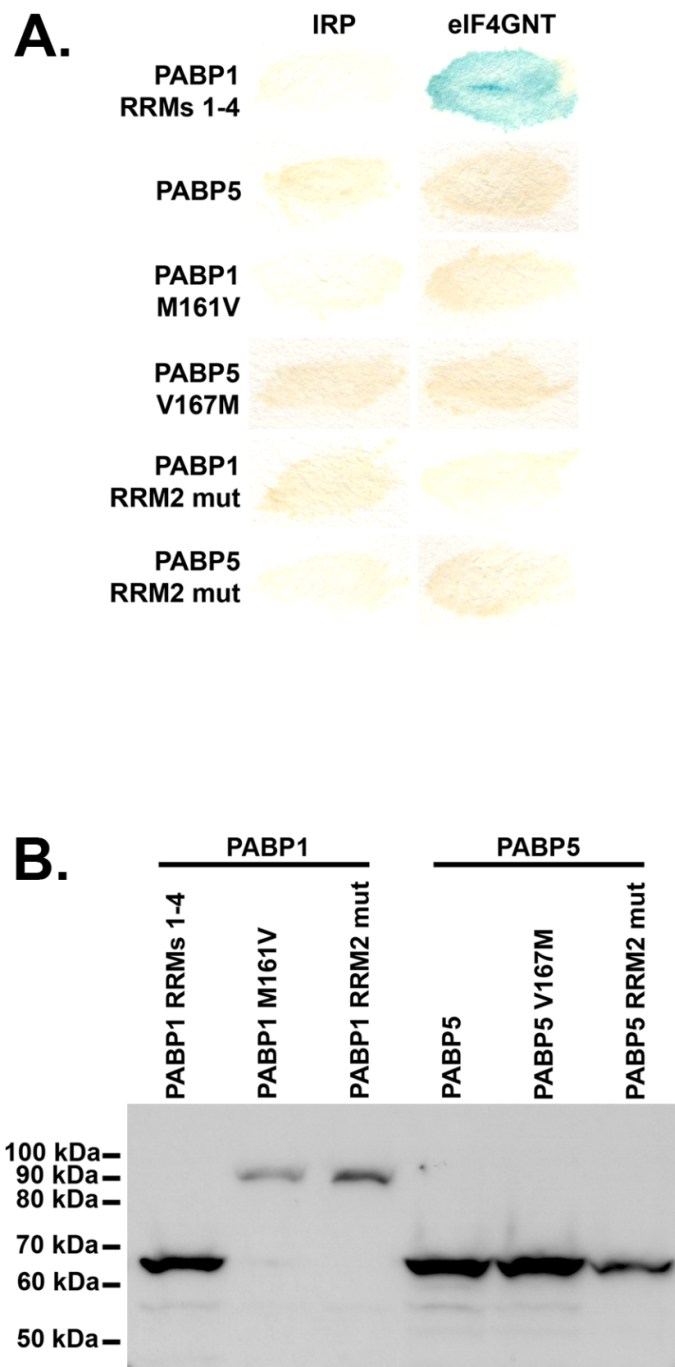 A.
IRP eIF4GNT
PABP1
RRMs 1-4
PABP5
PABP1
M161V
PABP5
V167M
PABP1
RRM2 mut
PABP5
RRM2 mut
B.
PABP1 PABP5
PABP1 RRMs 1-4
PABP1 M161V
PABP1 RRM2 mut
PABP5
PABP5 V167M
PABP5 RRM2 mut
100 kDa
90 kDa
80 kDa
70 kDa
60 kDa
50 kDa